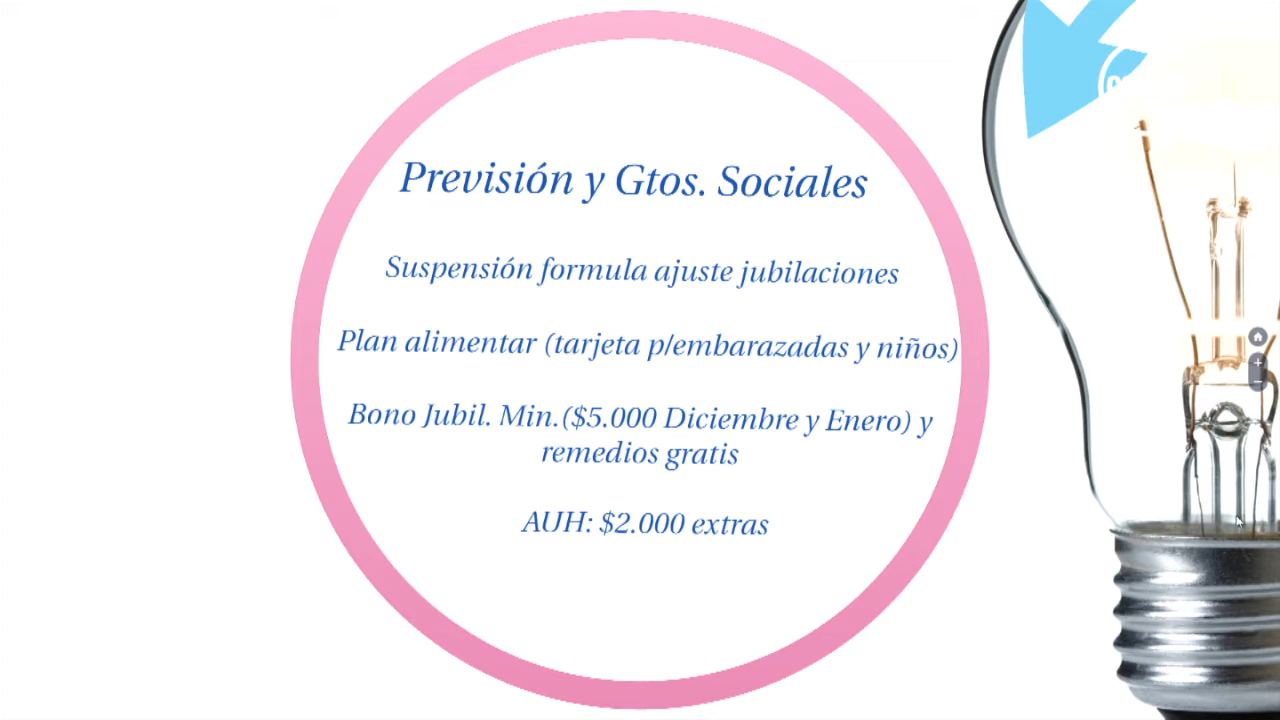 Previsión y Gtos. Sociales
Suspensión formula ajuste jubilaciones
Plan alimentar (tarjeta p/embarazadas y niños)
Bono Jubil. Min.($5.000 Diciembre y Enero) y
remedios gratis
AUH: $2.000 extras